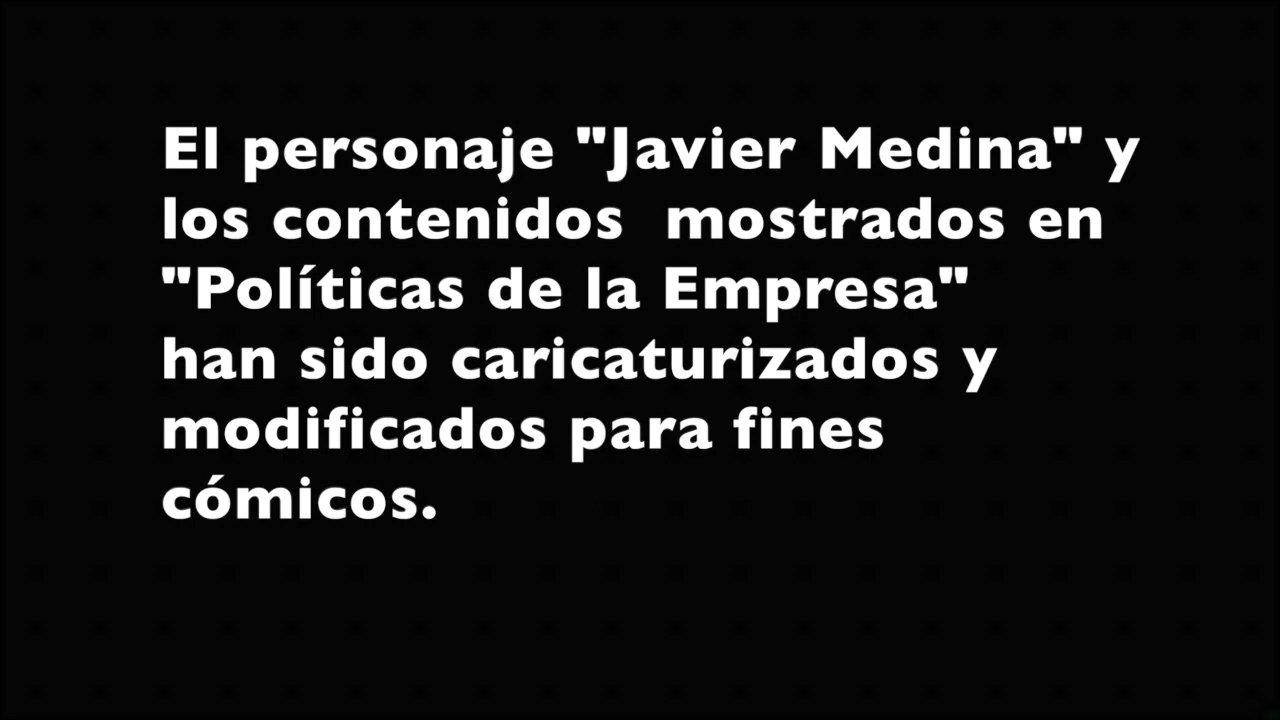 El personaje "Javier Medina" y
los contenidos  mostrados en
"Políticas de la Empresa"
han sido caricaturizados y
modificados para fines
cómicos.